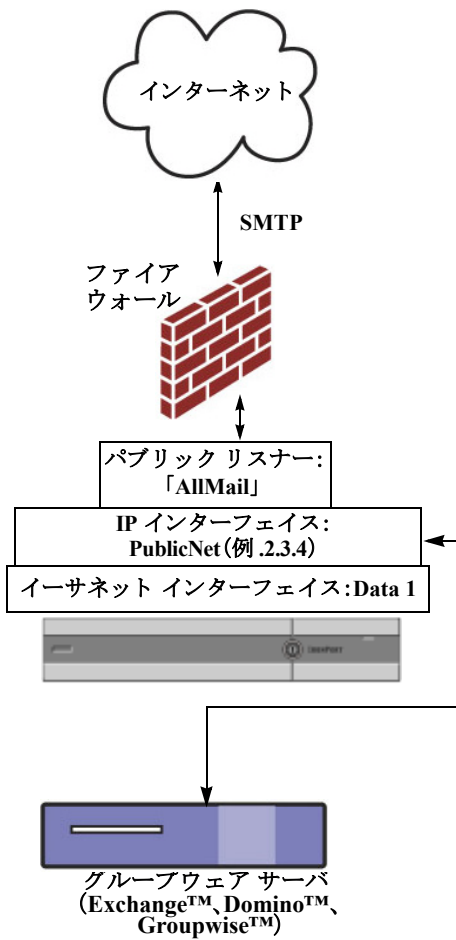 インターネット
SMTP
ファイア
ウォール
パブリック リスナー:
「AllMail」
IP インターフェイス:
PublicNet(例 .2.3.4)
イーサネット インターフェイス:Data 1
IRONPORT
グループウェア サーバ
(Exchange™、Domino™、
Groupwise™)